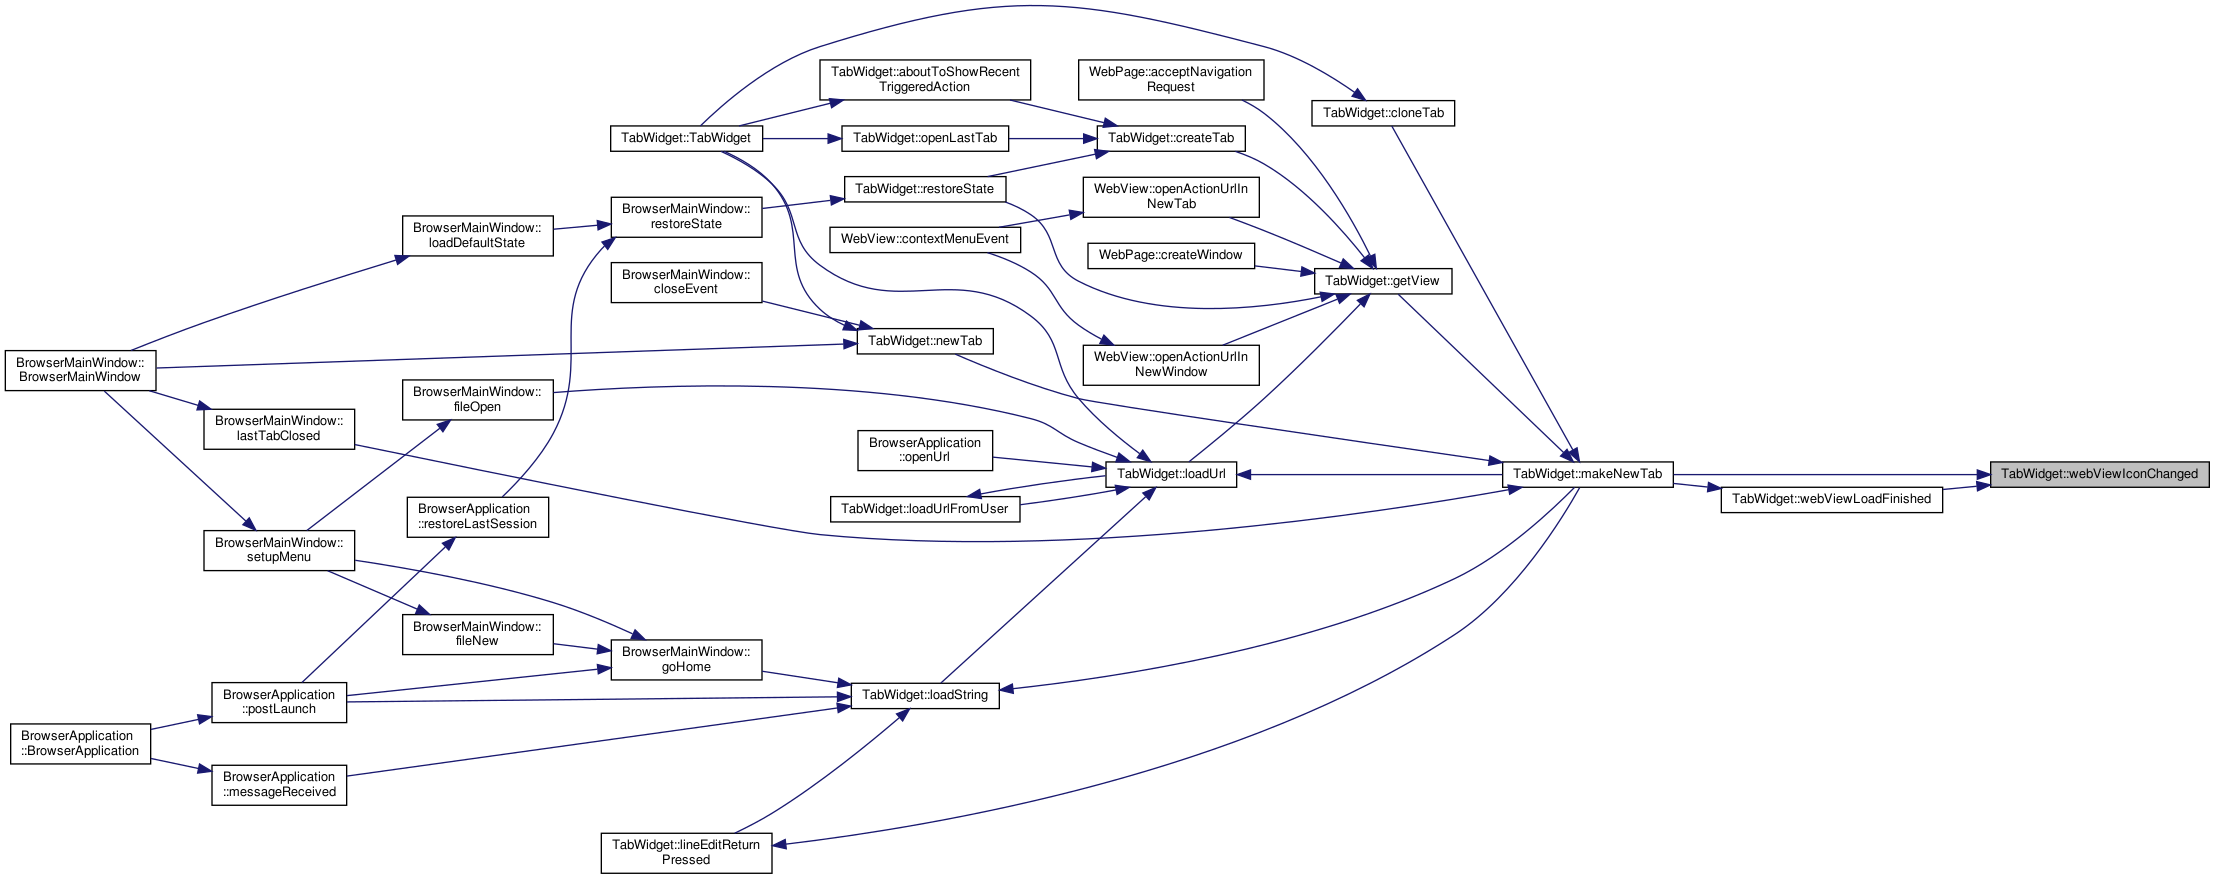 TabWidget::aboutToShowRecent
TriggeredAction
WebPage::acceptNavigation
Request
TabWidget::cloneTab
TabWidget::TabWidget
TabWidget::openLastTab
TabWidget::createTab
TabWidget::restoreState
WebView::openActionUrlIn
NewTab
BrowserMainWindow::
restoreState
BrowserMainWindow::
loadDefaultState
WebView::contextMenuEvent
WebPage::createWindow
BrowserMainWindow::
closeEvent
TabWidget::getView
TabWidget::newTab
WebView::openActionUrlIn
NewWindow
BrowserMainWindow::
BrowserMainWindow
BrowserMainWindow::
fileOpen
BrowserMainWindow::
lastTabClosed
BrowserApplication
::openUrl
TabWidget::loadUrl
TabWidget::makeNewTab
TabWidget::webViewIconChanged
TabWidget::webViewLoadFinished
TabWidget::loadUrlFromUser
BrowserApplication
::restoreLastSession
BrowserMainWindow::
setupMenu
BrowserMainWindow::
fileNew
BrowserMainWindow::
goHome
TabWidget::loadString
BrowserApplication
::postLaunch
BrowserApplication
::BrowserApplication
BrowserApplication
::messageReceived
TabWidget::lineEditReturn
Pressed